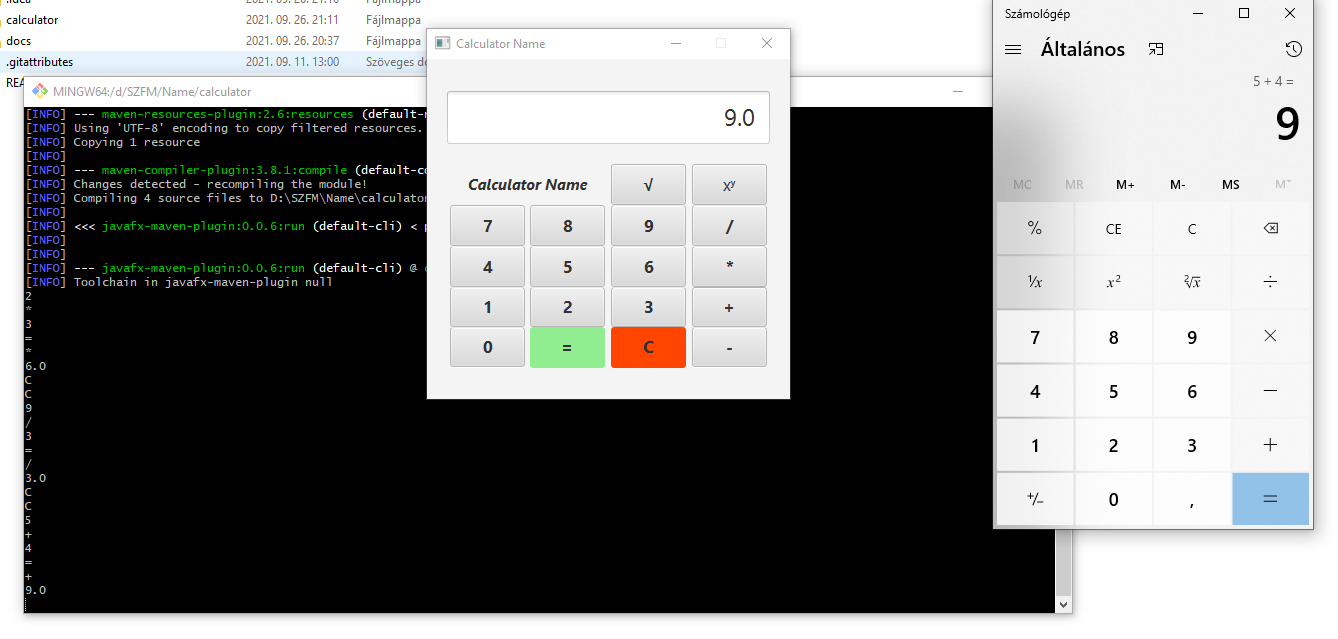 .idea 2021. 09. 26. 21:10 Fájlmappa
calculator 2021. 09. 26. 21:11 Fájlmappa
docs 2021. 09. 26. 20:37 Fájlmappa
.gitattributes 2021. 09. 11. 13:00 Szöveges
MINGW64:/d/SZFM/Name/calculator
[INFO] --- maven-resources-plugin:2.6:resources (default-
[INFO] Using 'UTF-8' encoding to copy filtered resources.
[INFO] Copying 1 resource
[INFO]
[INFO] --- maven-compiler-plugin:3.8.1:compile (default-co
[INFO] Changes detected - recompiling the module!
[INFO] Compiling 4 source files to D:\SZFM\Name\calculator
[INFO]
[INFO] <<< javafx-maven-plugin:0.0.6:run (default-cli) <
[INFO]
[INFO]
[INFO] --- javafx-maven-plugin:0.0.6:run (default-cli) @
[INFO] Toolchain in javafx-maven-plugin null
2
*
3
=
*
6.0
C
C
9
/
3
=
/
3.0
C
C
5
+
4
=
+
9.0
Calculator Name
9.0
Calculator Name √ xʸ
7 8 9 /
4 5 6 *
1 2 3 +
0 = C -
Számológép
Általános
5 + 4 =
9
MC MR M+ M- MS M˅
% CE C ⌫
⅟x x² ²√x ÷
7 8 9 ×
4 5 6 −
1 2 3 +
+/− 0 , =